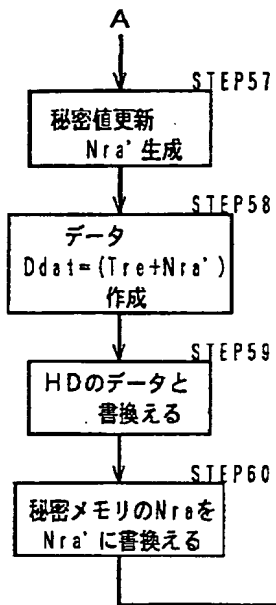 A
STEP57
秘密値更新
Nra' 生成
STEP58
データ
Ddat=(Tre+Nra')
作成
STEP59
HDのデータと
書換える
STEP60
秘密メモリのNraを
Nra' に書換える